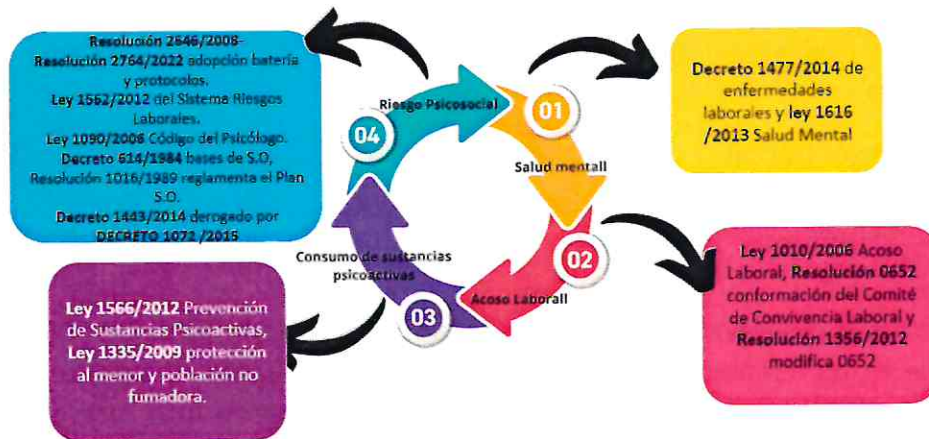 Resolución 2646/2008-
Resolución 2764/2022 adopción batería
y protocolos.
Ley 1562/2012 del Sistema Riesgos
Laborales.
Ley 1090/2006 Código del Psicólogo.
Decreto 614/1984 bases de S.O,
Resolución 1016/1989 reglamenta el Plan
S.O.
Decreto 1443/2014 derogado por
DECRETO 1072 /2015
Riesgo Psicosocial
04
01
Salud mentall
Decreto 1477/2014 de
enfermedades
laborales y ley 1616
/2013 Salud Mental
02
Acoso Laborall
Ley 1010/2006 Acoso
Laboral, Resolución 0652
conformación del Comité
de Convivencia Laboral y
Resolución 1356/2012
modifica 0652
Consumo de sustancias
psicoactivas
03
Ley 1566/2012 Prevención
de Sustancias Psicoactivas,
Ley 1335/2009 protección
al menor y población no
fumadora.